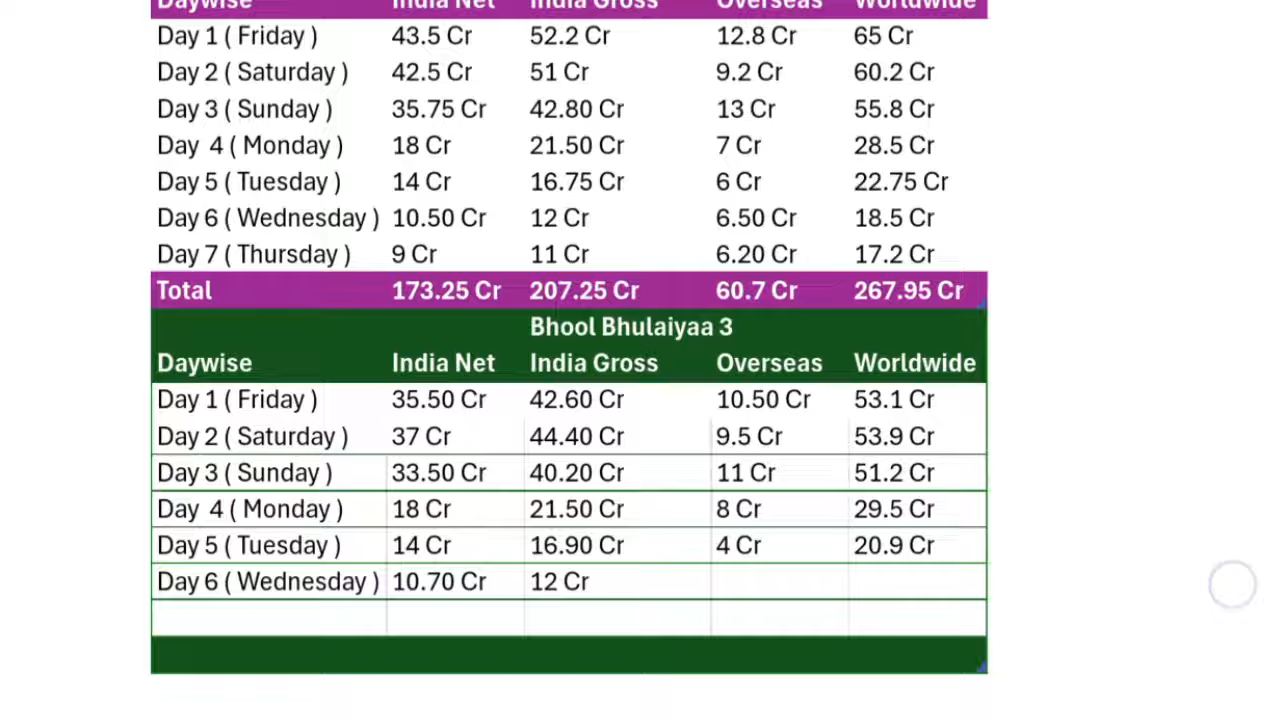 Daywise India Net India Gross Overseas Worldwide
Day 1 ( Friday ) 43.5 Cr 52.2 Cr 12.8 Cr 65 Cr
Day 2 ( Saturday ) 42.5 Cr 51 Cr 9.2 Cr 60.2 Cr
Day 3 ( Sunday ) 35.75 Cr 42.80 Cr 13 Cr 55.8 Cr
Day 4 ( Monday ) 18 Cr 21.50 Cr 7 Cr 28.5 Cr
Day 5 ( Tuesday ) 14 Cr 16.75 Cr 6 Cr 22.75 Cr
Day 6 ( Wednesday ) 10.50 Cr 12 Cr 6.50 Cr 18.5 Cr
Day 7 ( Thursday ) 9 Cr 11 Cr 6.20 Cr 17.2 Cr
Total 173.25 Cr 207.25 Cr 60.7 Cr 267.95 Cr
Bhool Bhulaiyaa 3
Daywise India Net India Gross Overseas Worldwide
Day 1 ( Friday ) 35.50 Cr 42.60 Cr 10.50 Cr 53.1 Cr
Day 2 ( Saturday ) 37 Cr 44.40 Cr 9.5 Cr 53.9 Cr
Day 3 ( Sunday ) 33.50 Cr 40.20 Cr 11 Cr 51.2 Cr
Day 4 ( Monday ) 18 Cr 21.50 Cr 8 Cr 29.5 Cr
Day 5 ( Tuesday ) 14 Cr 16.90 Cr 4 Cr 20.9 Cr
Day 6 ( Wednesday ) 10.70 Cr 12 Cr